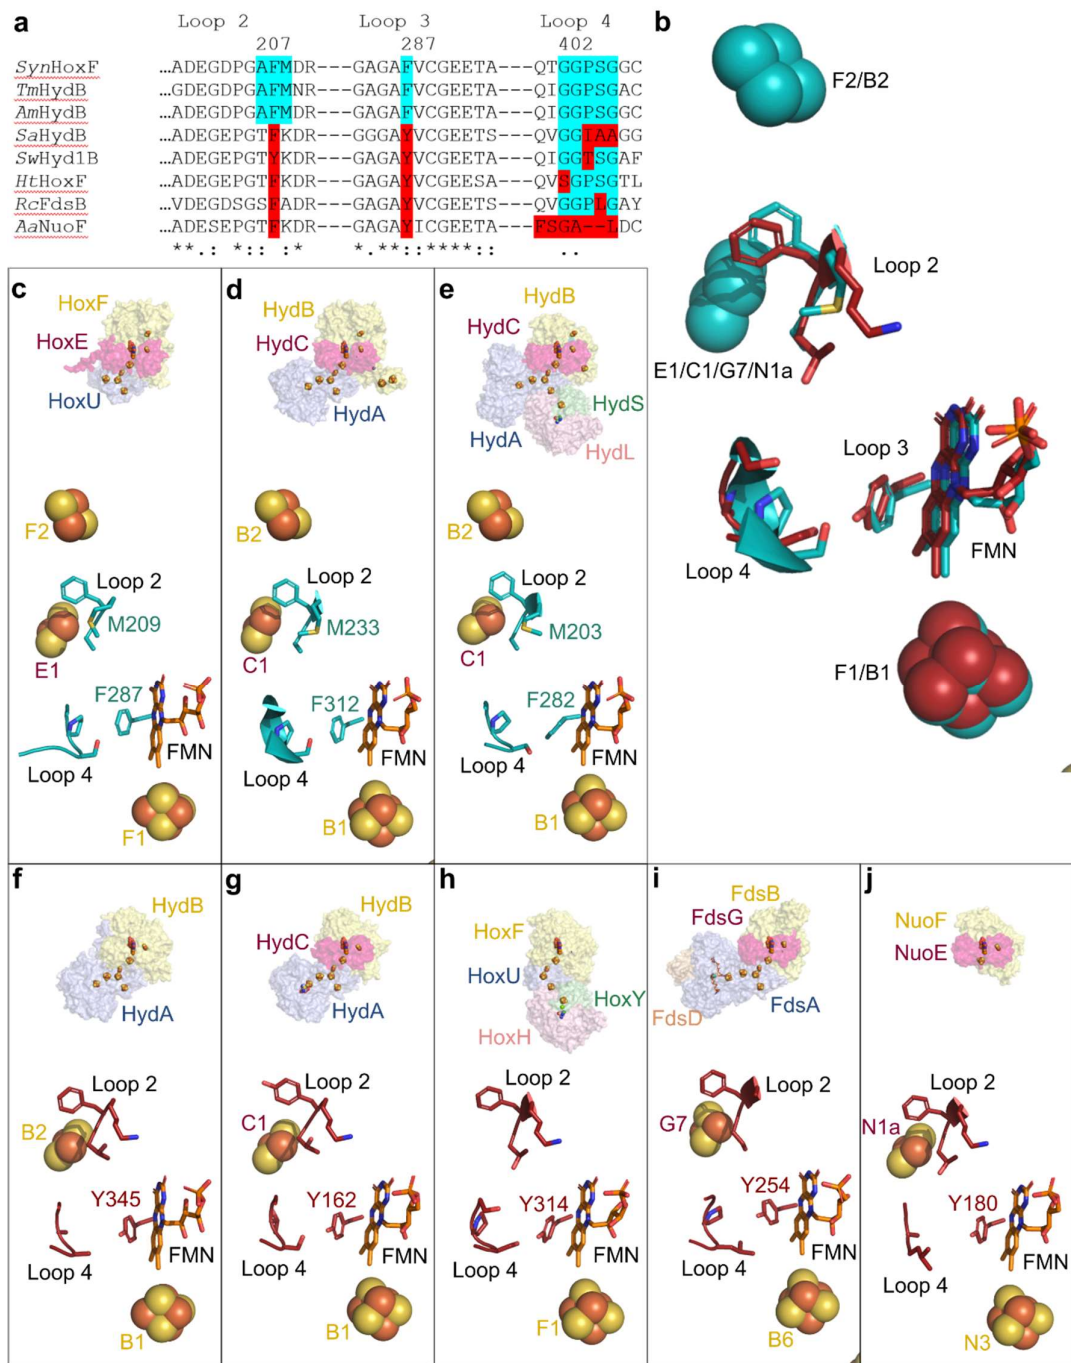 a
Loop 2 Loop 3 Loop 4
207 287 402
SynHoxF …ADEGDPGAFMDR---GAGAFVCGEETA---QTGGPSGGC
TmHydB …GDEGDPGAFMNR---GAGAFVCGEETA---QIGGPSGAC
AmHydB …ADEGDPGAFMDR---GAGAFVCGEETA---QIGGPSGGC
SaHydB …ADEGEPGTFKDR---GGGAYVCGEETS---QVGGIAAGG
SwHyd1B …ADEGEPGTYKDR---GAGAYVCGEETS---QIGGTSGAF
HtHoxF …ADEGEPGTFKDR---GAGAYVCGEESA---QVSGPSGTL
RcFdsB …VDEGDSGSFADR---GAGAYVCGEETA---QVGGPLGAY
AaNuoF …ADESEPGTFKDR---GAGAYICGEETA---FSGA--LDC
**.: *** :: *.** ****:: ..
b
F2/B2
Loop 2
E1/C1/G7/N1a
Loop 3
FMN
Loop 4
F1/B1
c
HoxF
HoxE
HoxU
F2
Loop 2
M209
E1
F287
FMN
Loop 4
F1
d
HydB
HydC
HydA
B2
Loop 2
M233
C1
F312
FMN
Loop 4
B1
e
HydB
HydC
HydS
HydA
HydL
B2
Loop 2
M203
C1
F282
FMN
Loop 4
B1
f
HydB
HydA
Loop 2
B2
Y345
FMN
Loop 4
B1
g
HydB
HydC
HydA
Loop 2
C1
Y162
FMN
Loop 4
B1
h
HoxF
HoxU
HoxY
HoxH
Loop 2
Y314
FMN
Loop 4
F1
i
FdsB
FdsG
FdsA
FdsD
Loop 2
G7
Y254
FMN
Loop 4
B6
j
NuoF
NuoE
Loop 2
N1a
Y180
FMN
Loop 4
N3